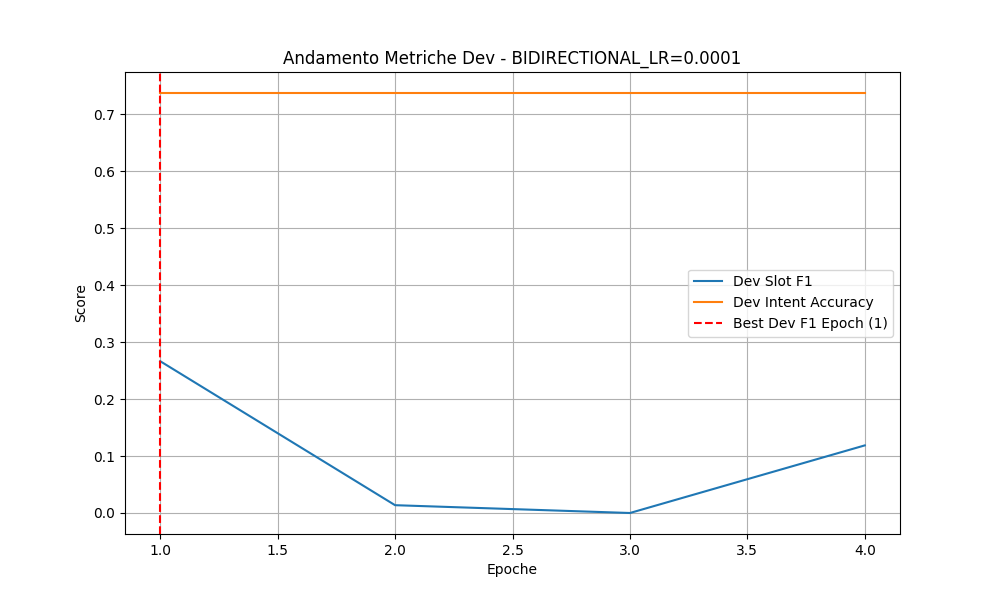 Andamento Metriche Dev - BIDIRECTIONAL_LR=0.0001
Score
0.7
0.6
0.5
0.4
0.3
0.2
0.1
0.0
Dev Slot F1
Dev Intent Accuracy
Best Dev F1 Epoch (1)
1.0 1.5 2.0 2.5 3.0 3.5 4.0
Epoche